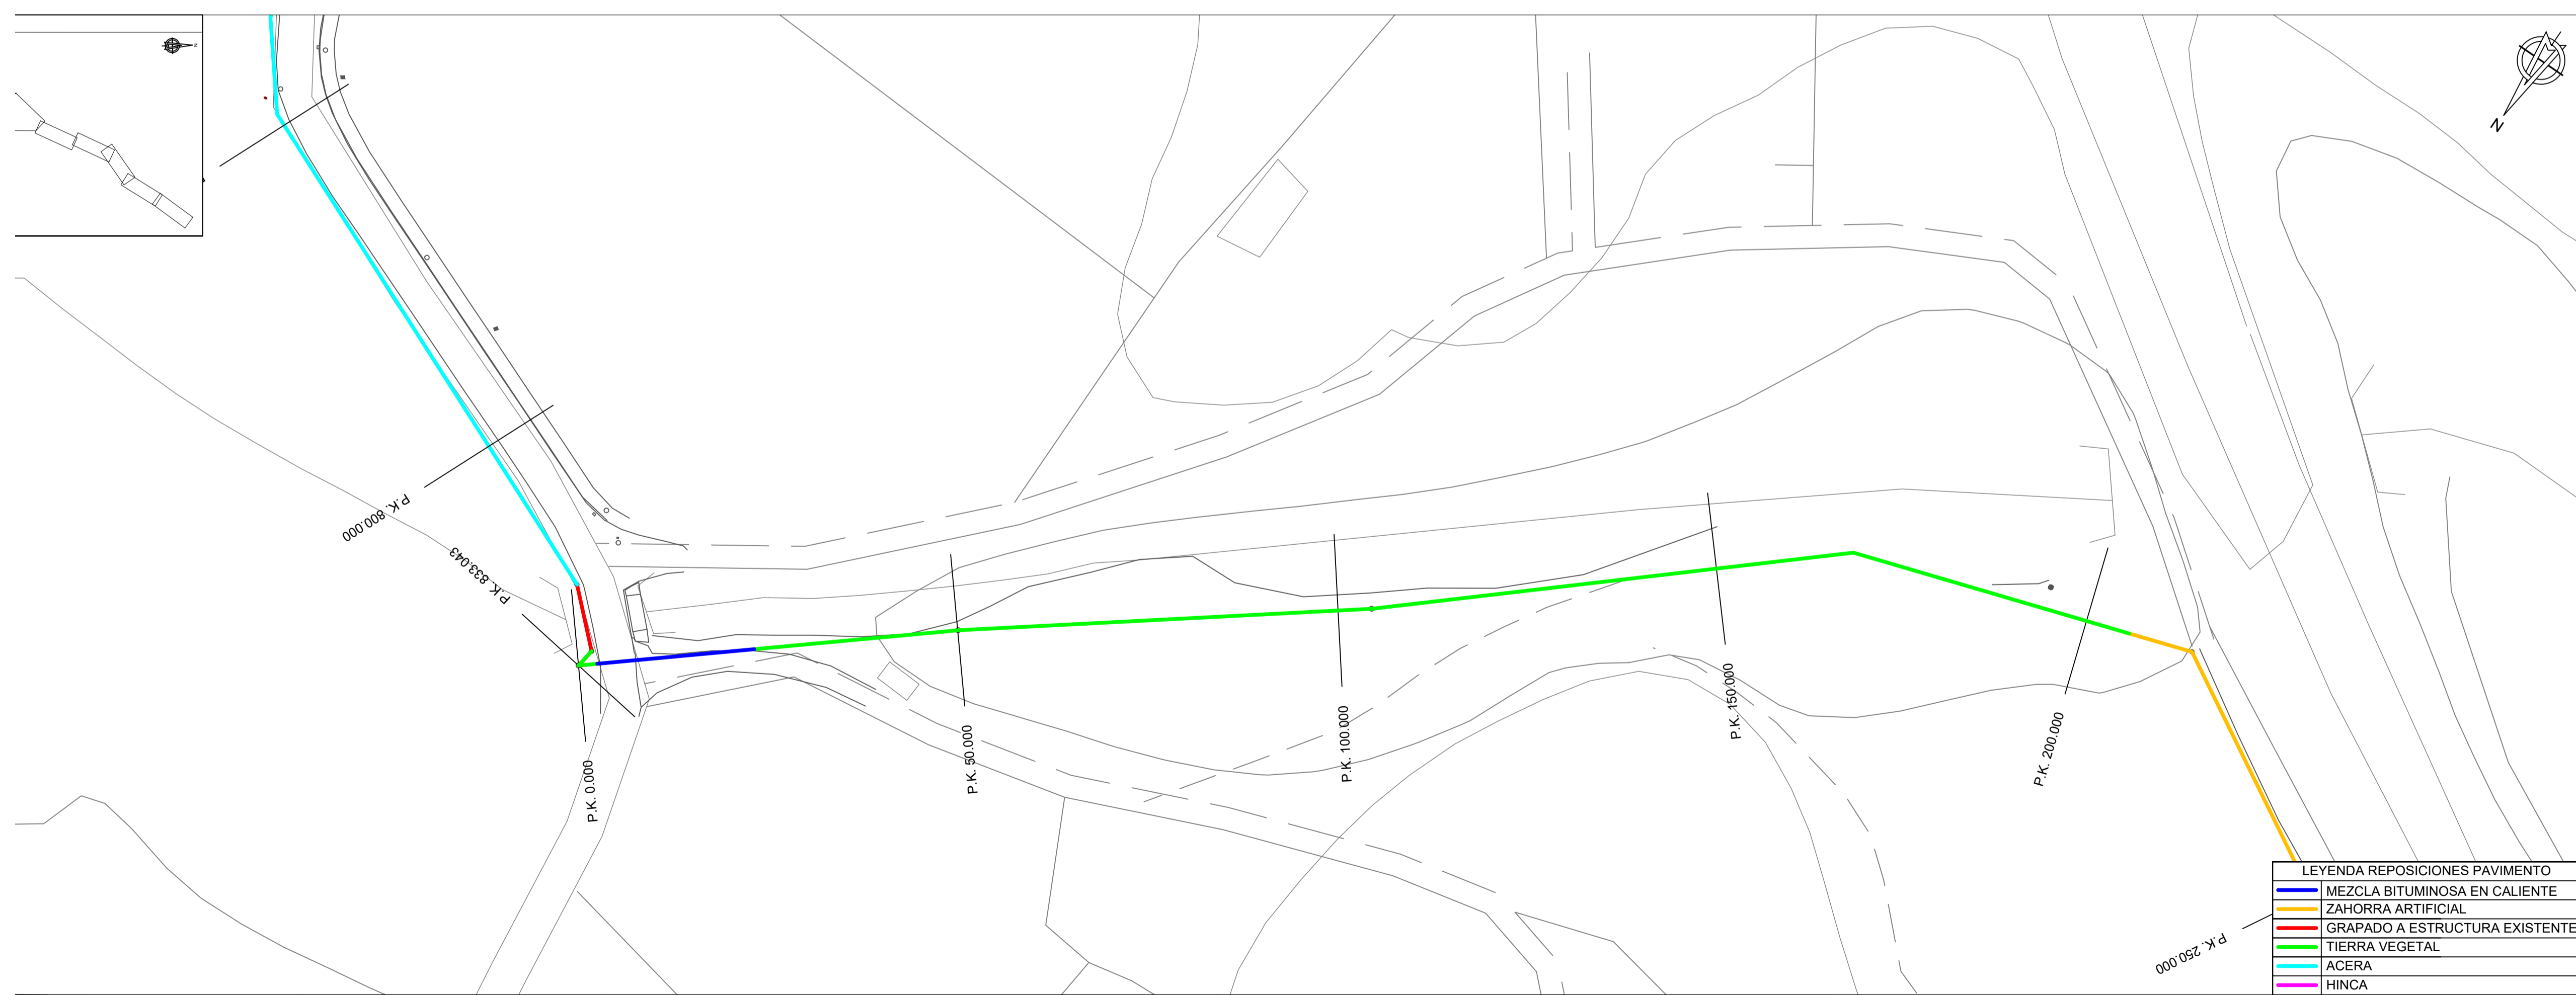 N
N
P.K. 800.000
P.K. 833.043
P.K. 0.000
P.K. 50.000
P.K. 100.000
P.K. 150.000
P.K. 200.000
P.K. 250.000
LEYENDA REPOSICIONES PAVIMENTO
MEZCLA BITUMINOSA EN CALIENTE
ZAHORRA ARTIFICIAL
GRAPADO A ESTRUCTURA EXISTENTE
TIERRA VEGETAL
ACERA
HINCA